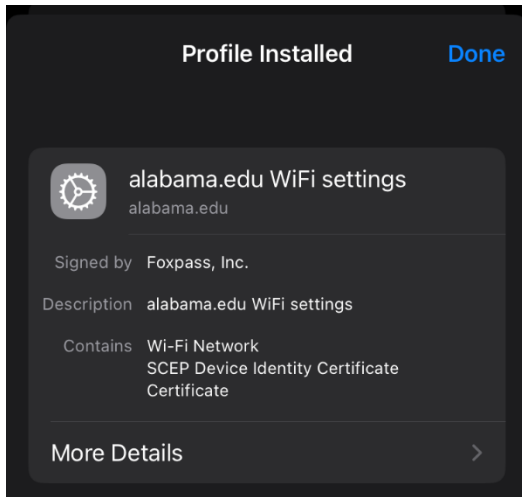 Profile Installed Done
alabama.edu WiFi settings
alabama.edu
Signed by Foxpass, Inc.
Description alabama.edu WiFi settings
Contains Wi-Fi Network
SCEP Device Identity Certificate
Certificate
More Details